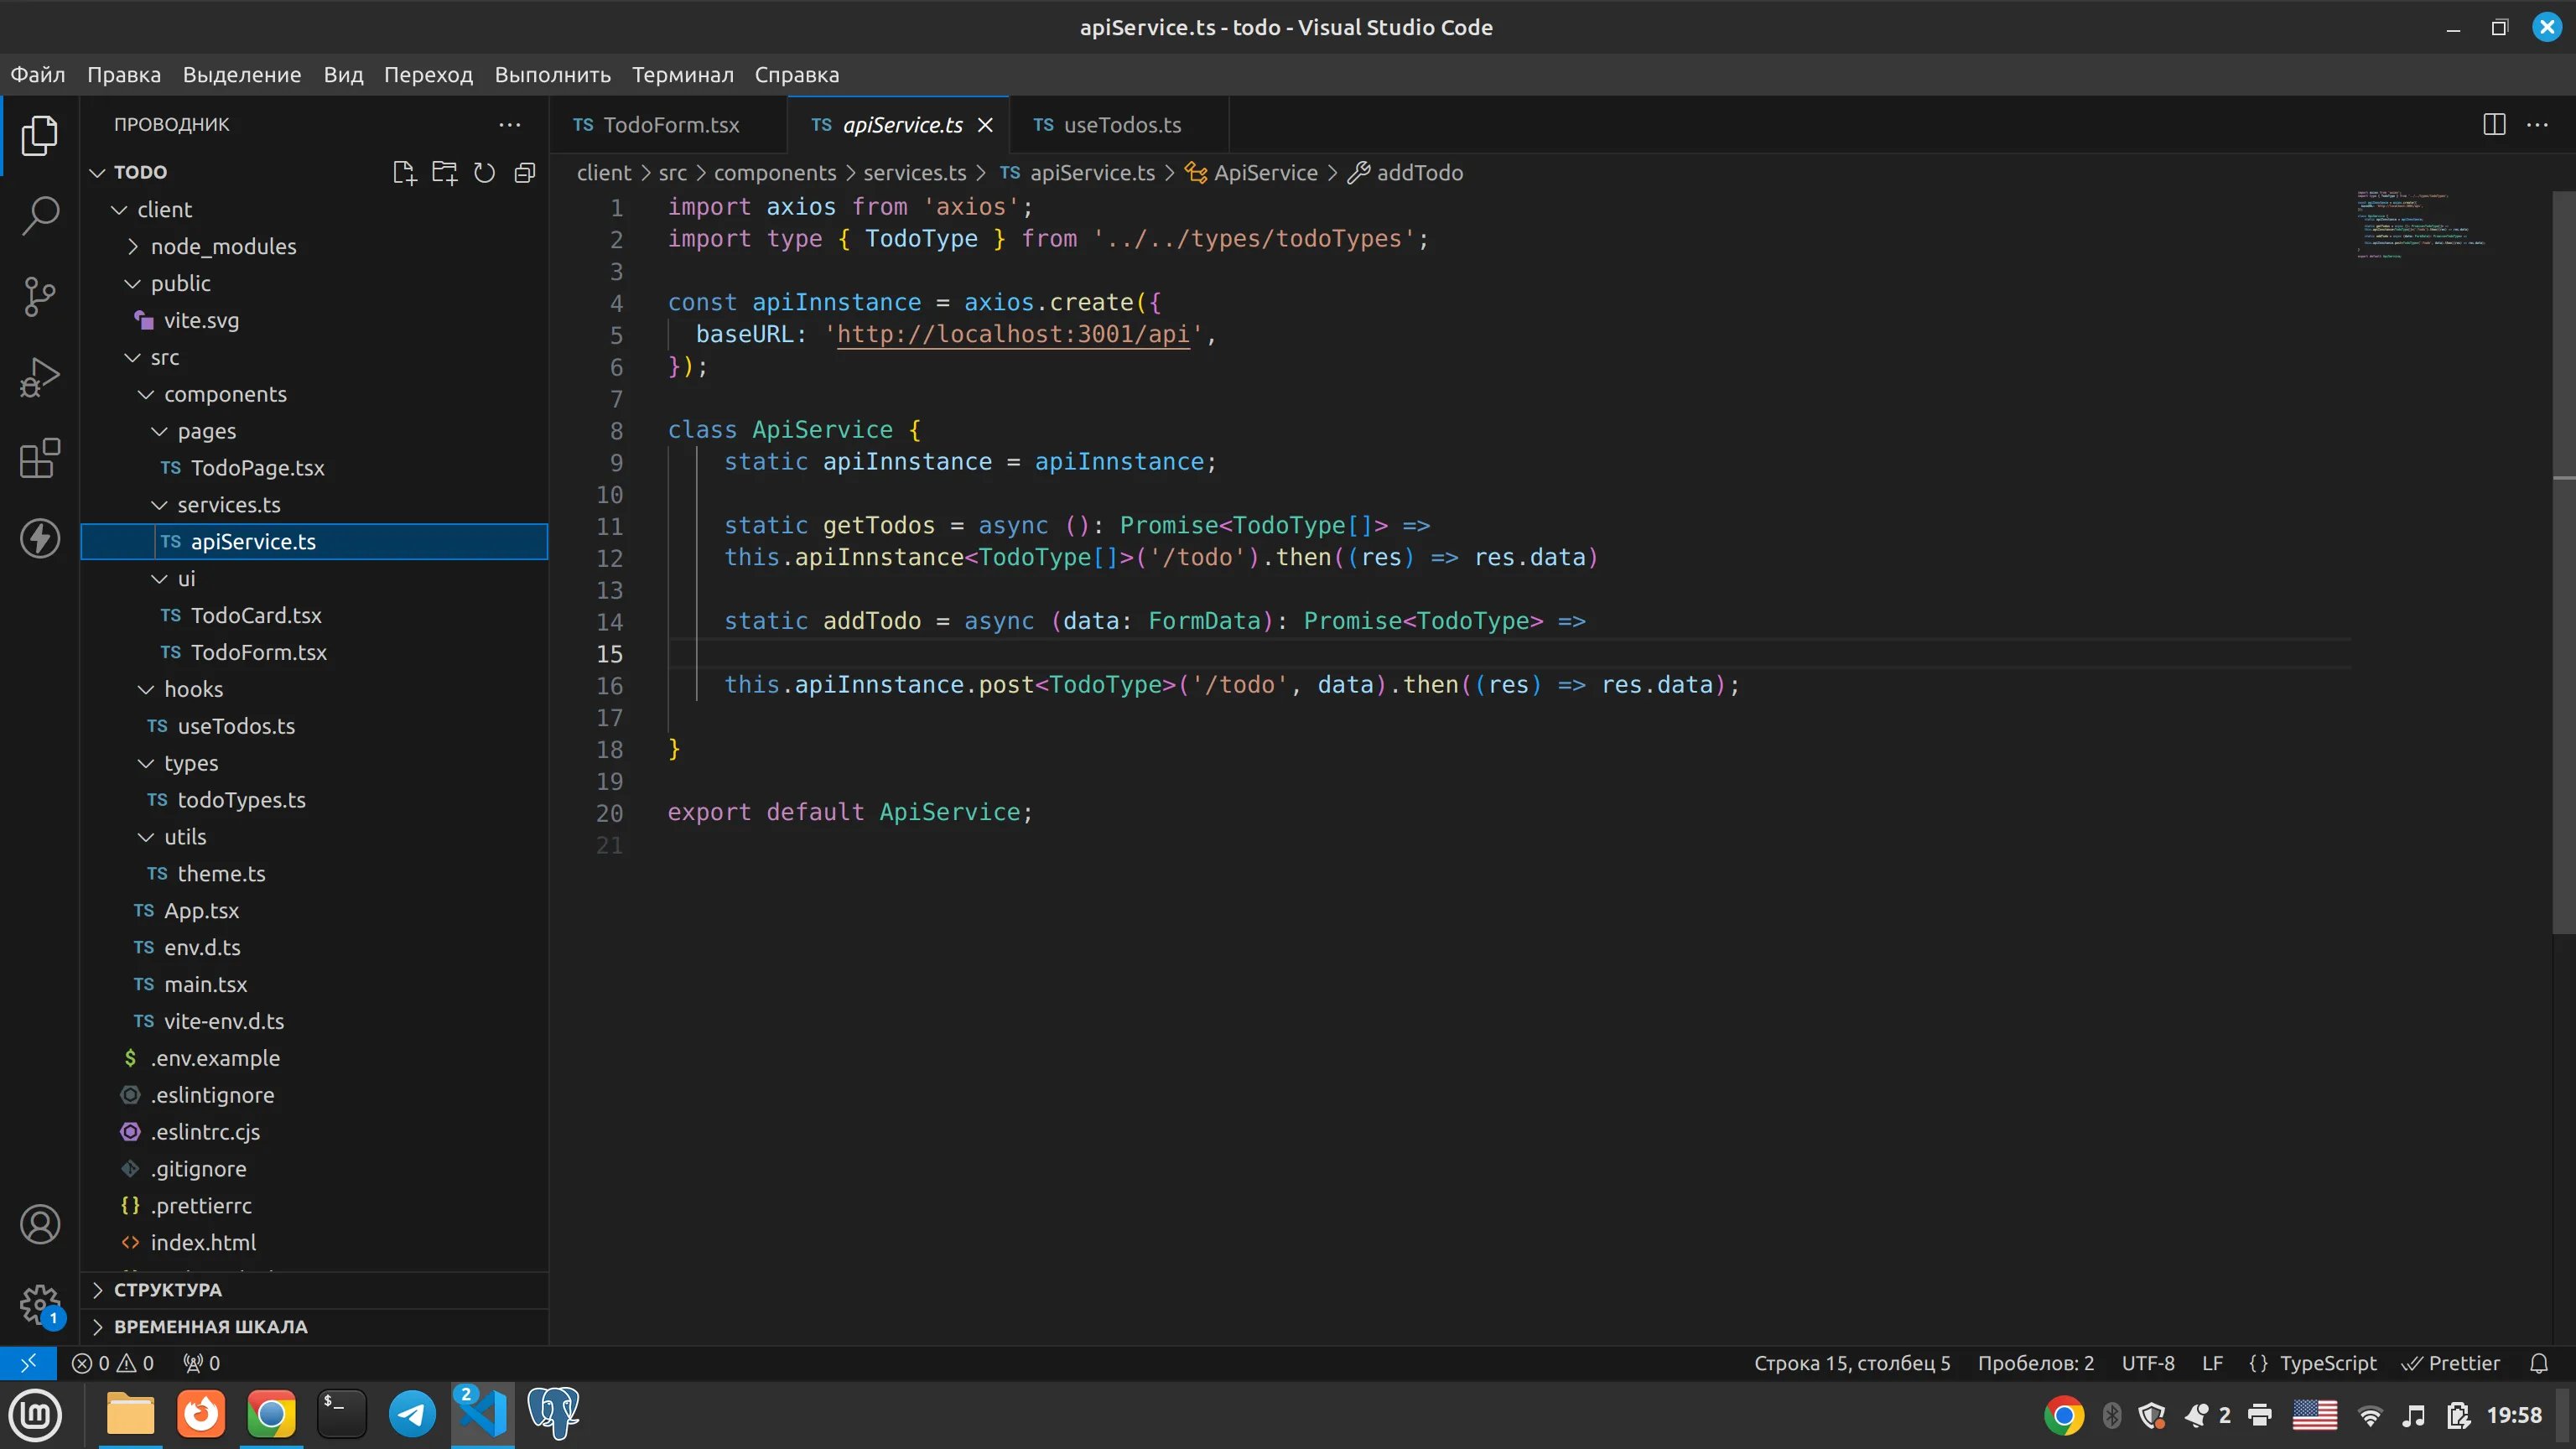 apiService.ts - todo - Visual Studio Code
Файл Правка Выделение Вид Переход Выполнить Терминал Справка
ПРОВОДНИК
TODO
client
node_modules
public
vite.svg
src
components
pages
TS TodoPage.tsx
services.ts
TS apiService.ts
ui
TS TodoCard.tsx
TS TodoForm.tsx
hooks
TS useTodos.ts
types
TS todoTypes.ts
utils
TS theme.ts
TS App.tsx
TS env.d.ts
TS main.tsx
TS vite-env.d.ts
$ .env.example
.eslintignore
.eslintrc.cjs
.gitignore
{} .prettierrc
<> index.html
СТРУКТУРА
ВРЕМЕННАЯ ШКАЛА
1
TS TodoForm.tsx TS apiService.ts TS useTodos.ts
client > src > components > services.ts > TS apiService.ts > ApiService > addTodo
1 import axios from 'axios';
2 import type { TodoType } from '../../types/todoTypes';
3
4 const apiInnstance = axios.create({
5 baseURL: 'http://localhost:3001/api',
6 });
7
8 class ApiService {
9 static apiInnstance = apiInnstance;
10
11 static getTodos = async (): Promise<TodoType[]> =>
12 this.apiInnstance<TodoType[]>('/todo').then((res) => res.data)
13
14 static addTodo = async (data: FormData): Promise<TodoType> =>
15
16 this.apiInnstance.post<TodoType>('/todo', data).then((res) => res.data);
17
18 }
19
20 export default ApiService;
21
0 0 0 Строка 15, столбец 5 Пробелов: 2 UTF-8 LF {} TypeScript Prettier
$_ 2 2 19:58